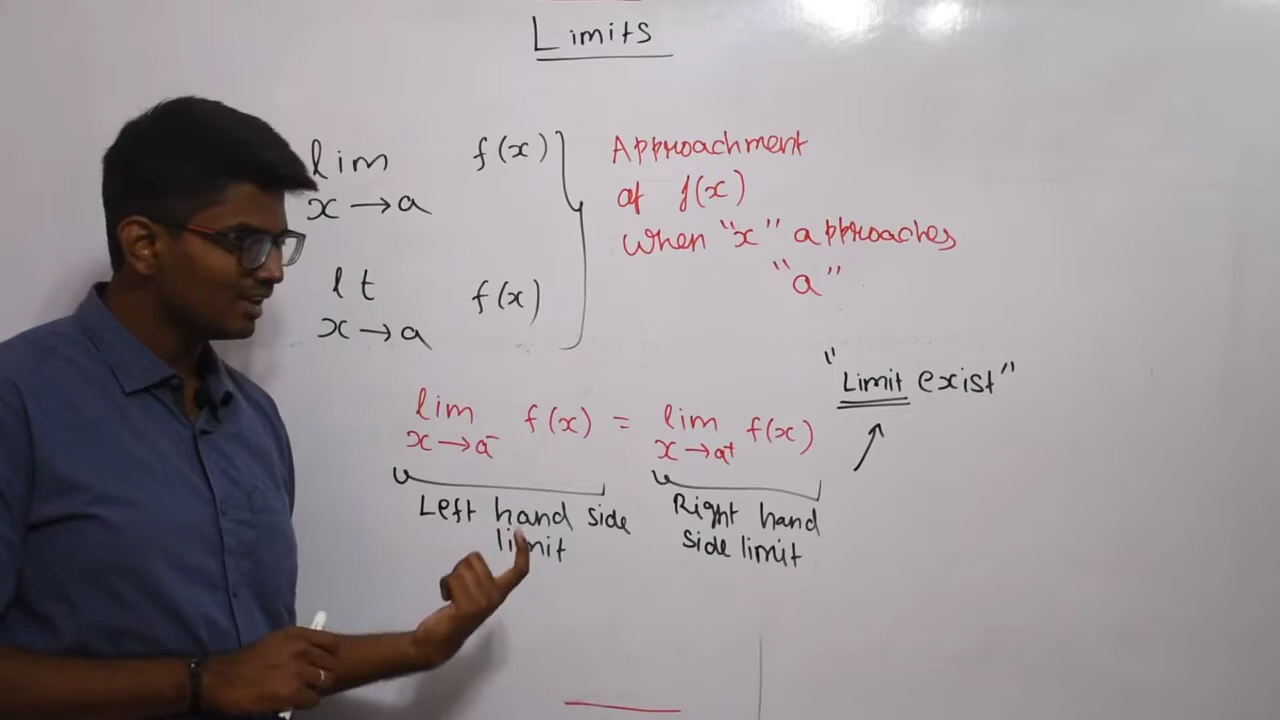 Limits
lim f(x)
x→a
Approachment
of f(x)
when "x" approaches
"a"
lt f(x)
x→a
"Limit exist"
lim f(x) = lim f(x)
x→a⁻ x→a⁺
Left hand side
limit
Right hand
side limit